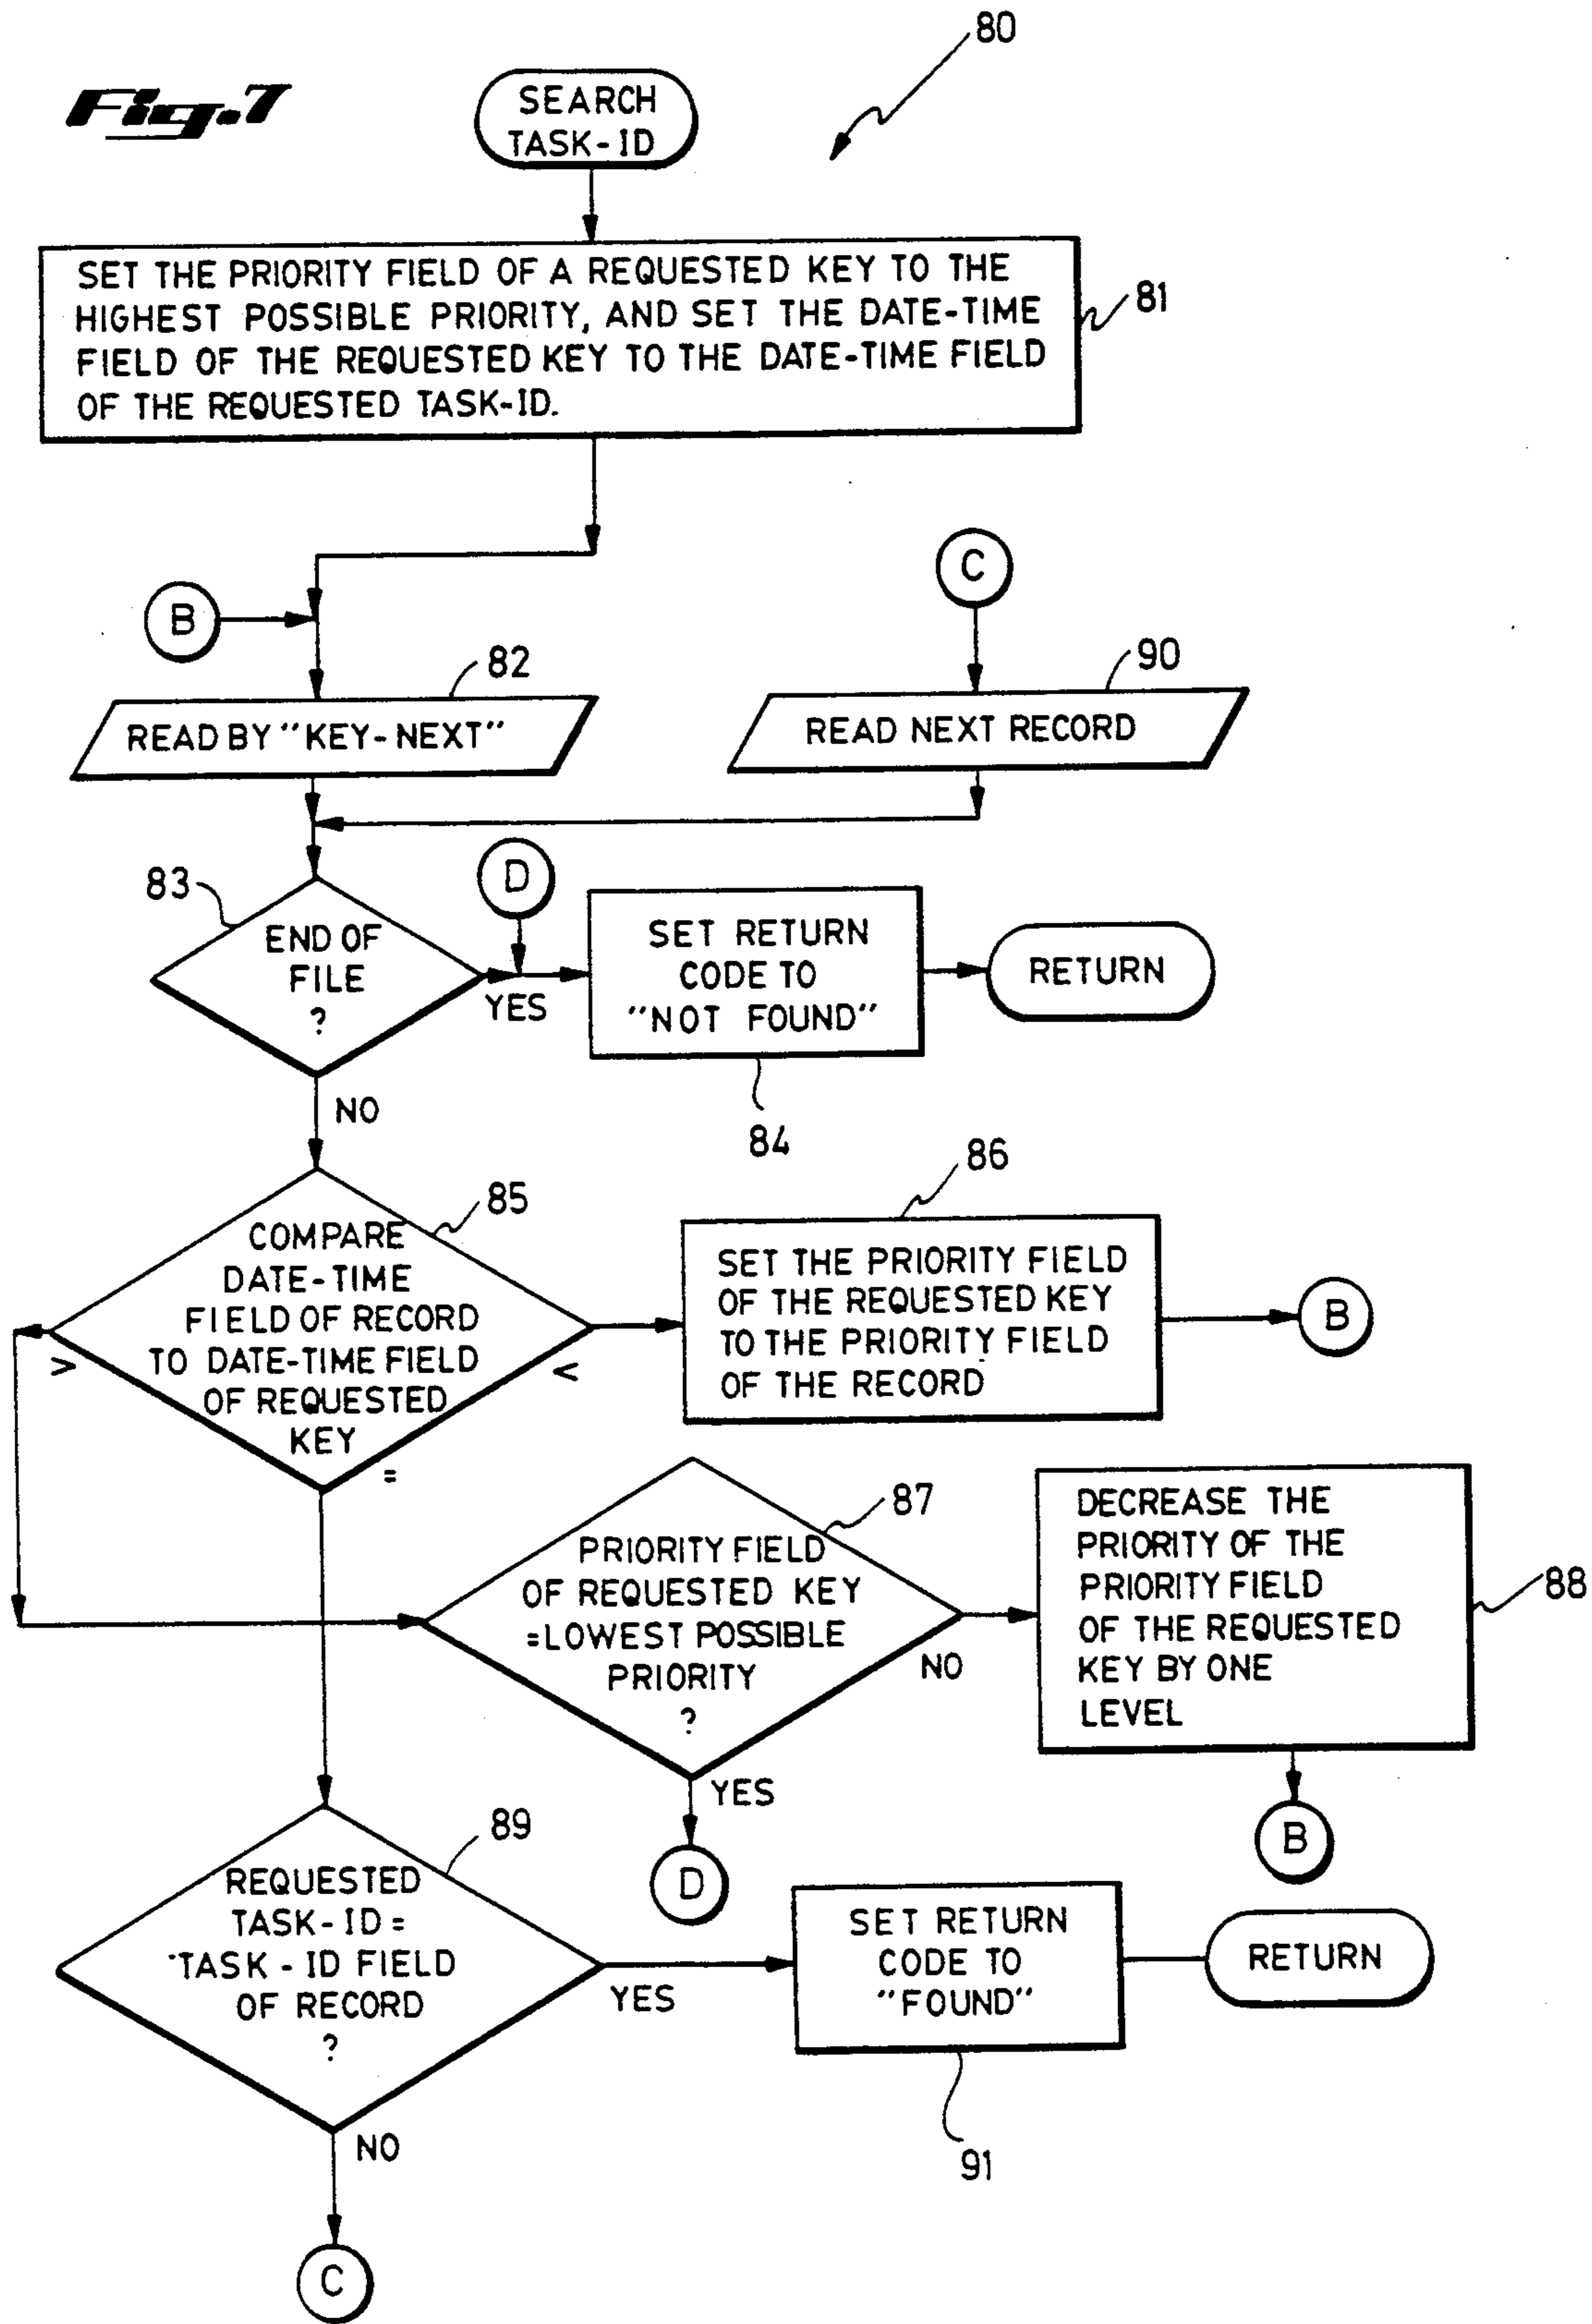 Fig.7
80
SEARCH
TASK-ID
SET THE PRIORITY FIELD OF A REQUESTED KEY TO THE
HIGHEST POSSIBLE PRIORITY, AND SET THE DATE-TIME
FIELD OF THE REQUESTED KEY TO THE DATE-TIME FIELD
OF THE REQUESTED TASK-ID.
81
B
C
82
READ BY "KEY-NEXT"
90
READ NEXT RECORD
83
END OF
FILE
?
YES
NO
D
SET RETURN
CODE TO
"NOT FOUND"
84
RETURN
85
COMPARE
DATE-TIME
FIELD OF RECORD
TO DATE-TIME FIELD
OF REQUESTED
KEY
>
<
=
86
SET THE PRIORITY FIELD
OF THE REQUESTED KEY
TO THE PRIORITY FIELD
OF THE RECORD
B
87
PRIORITY FIELD
OF REQUESTED KEY
=LOWEST POSSIBLE
PRIORITY
?
NO
YES
D
DECREASE THE
PRIORITY OF THE
PRIORITY FIELD
OF THE REQUESTED
KEY BY ONE
LEVEL
88
B
89
REQUESTED
TASK-ID=
TASK-ID FIELD
OF RECORD
?
YES
NO
SET RETURN
CODE TO
"FOUND"
91
RETURN
C